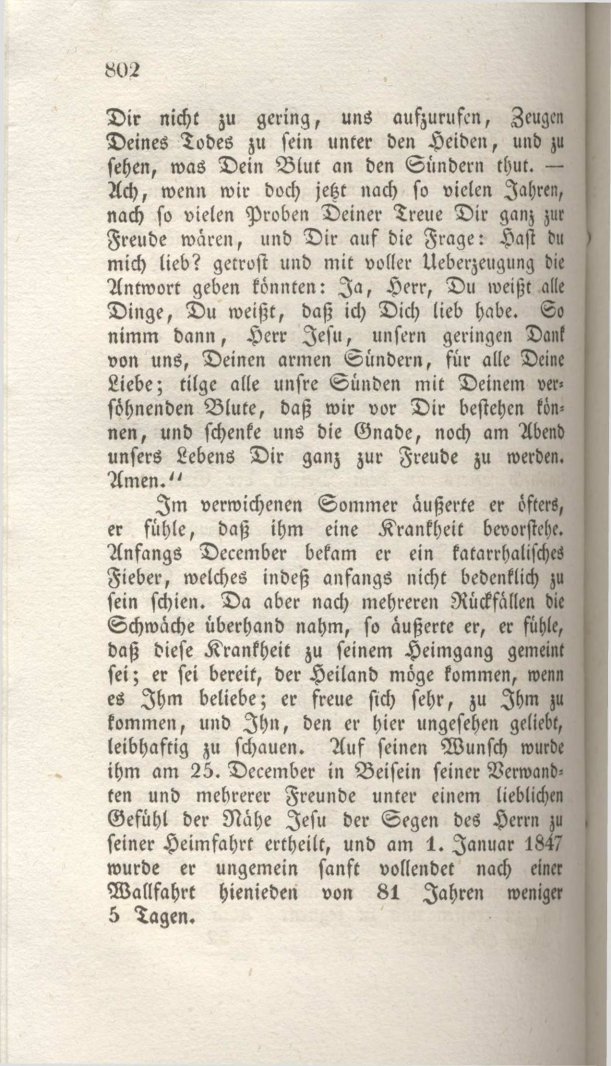 802
Dir nicht zu gering, uns aufzurufen, Zeugen
Deines Todes zu sein unter den Heiden, und zu
sehen, was Dein Blut an den Sündern thut. —
Ach, wenn wir doch jetzt nach so vielen Jahren,
nach so vielen Proben Deiner Treue Dir ganz zur
Freude wären, und Dir auf die Frage: Hast du
mich lieb? getrost und mit voller Ueberzeugung die
Antwort geben könnten: Ja, Herr, Du weißt alle
Dinge, Du weißt, daß ich Dich lieb habe. So
nimm dann, Herr Jesu, unsern geringen Dank
von uns, Deinen armen Sündern, für alle Deine
Liebe; tilge alle unsre Sünden mit Deinem ver-
söhnenden Blute, daß wir vor Dir bestehen kön-
nen, und schenke uns die Gnade, noch am Abend
unsers Lebens Dir ganz zur Freude zu werden.
Amen.“
Im verwichenen Sommer äußerte er öfters,
er fühle, daß ihm eine Krankheit bevorstehe.
Anfangs December bekam er ein katarrhalisches
Fieber, welches indeß anfangs nicht bedenklich zu
sein schien. Da aber nach mehreren Rückfällen die
Schwäche überhand nahm, so äußerte er, er fühle,
daß diese Krankheit zu seinem Heimgang gemeint
sei; er sei bereit, der Heiland möge kommen, wenn
es Ihm beliebe; er freue sich sehr, zu Ihm zu
kommen, und Ihn, den er hier ungesehen geliebt,
leibhaftig zu schauen. Auf seinen Wunsch wurde
ihm am 25. December in Beisein seiner Verwand-
ten und mehrerer Freunde unter einem lieblichen
Gefühl der Nähe Jesu der Segen des Herrn zu
seiner Heimfahrt ertheilt, und am 1. Januar 1847
wurde er ungemein sanft vollendet nach einer
Wallfahrt hienieden von 81 Jahren weniger
5 Tagen.